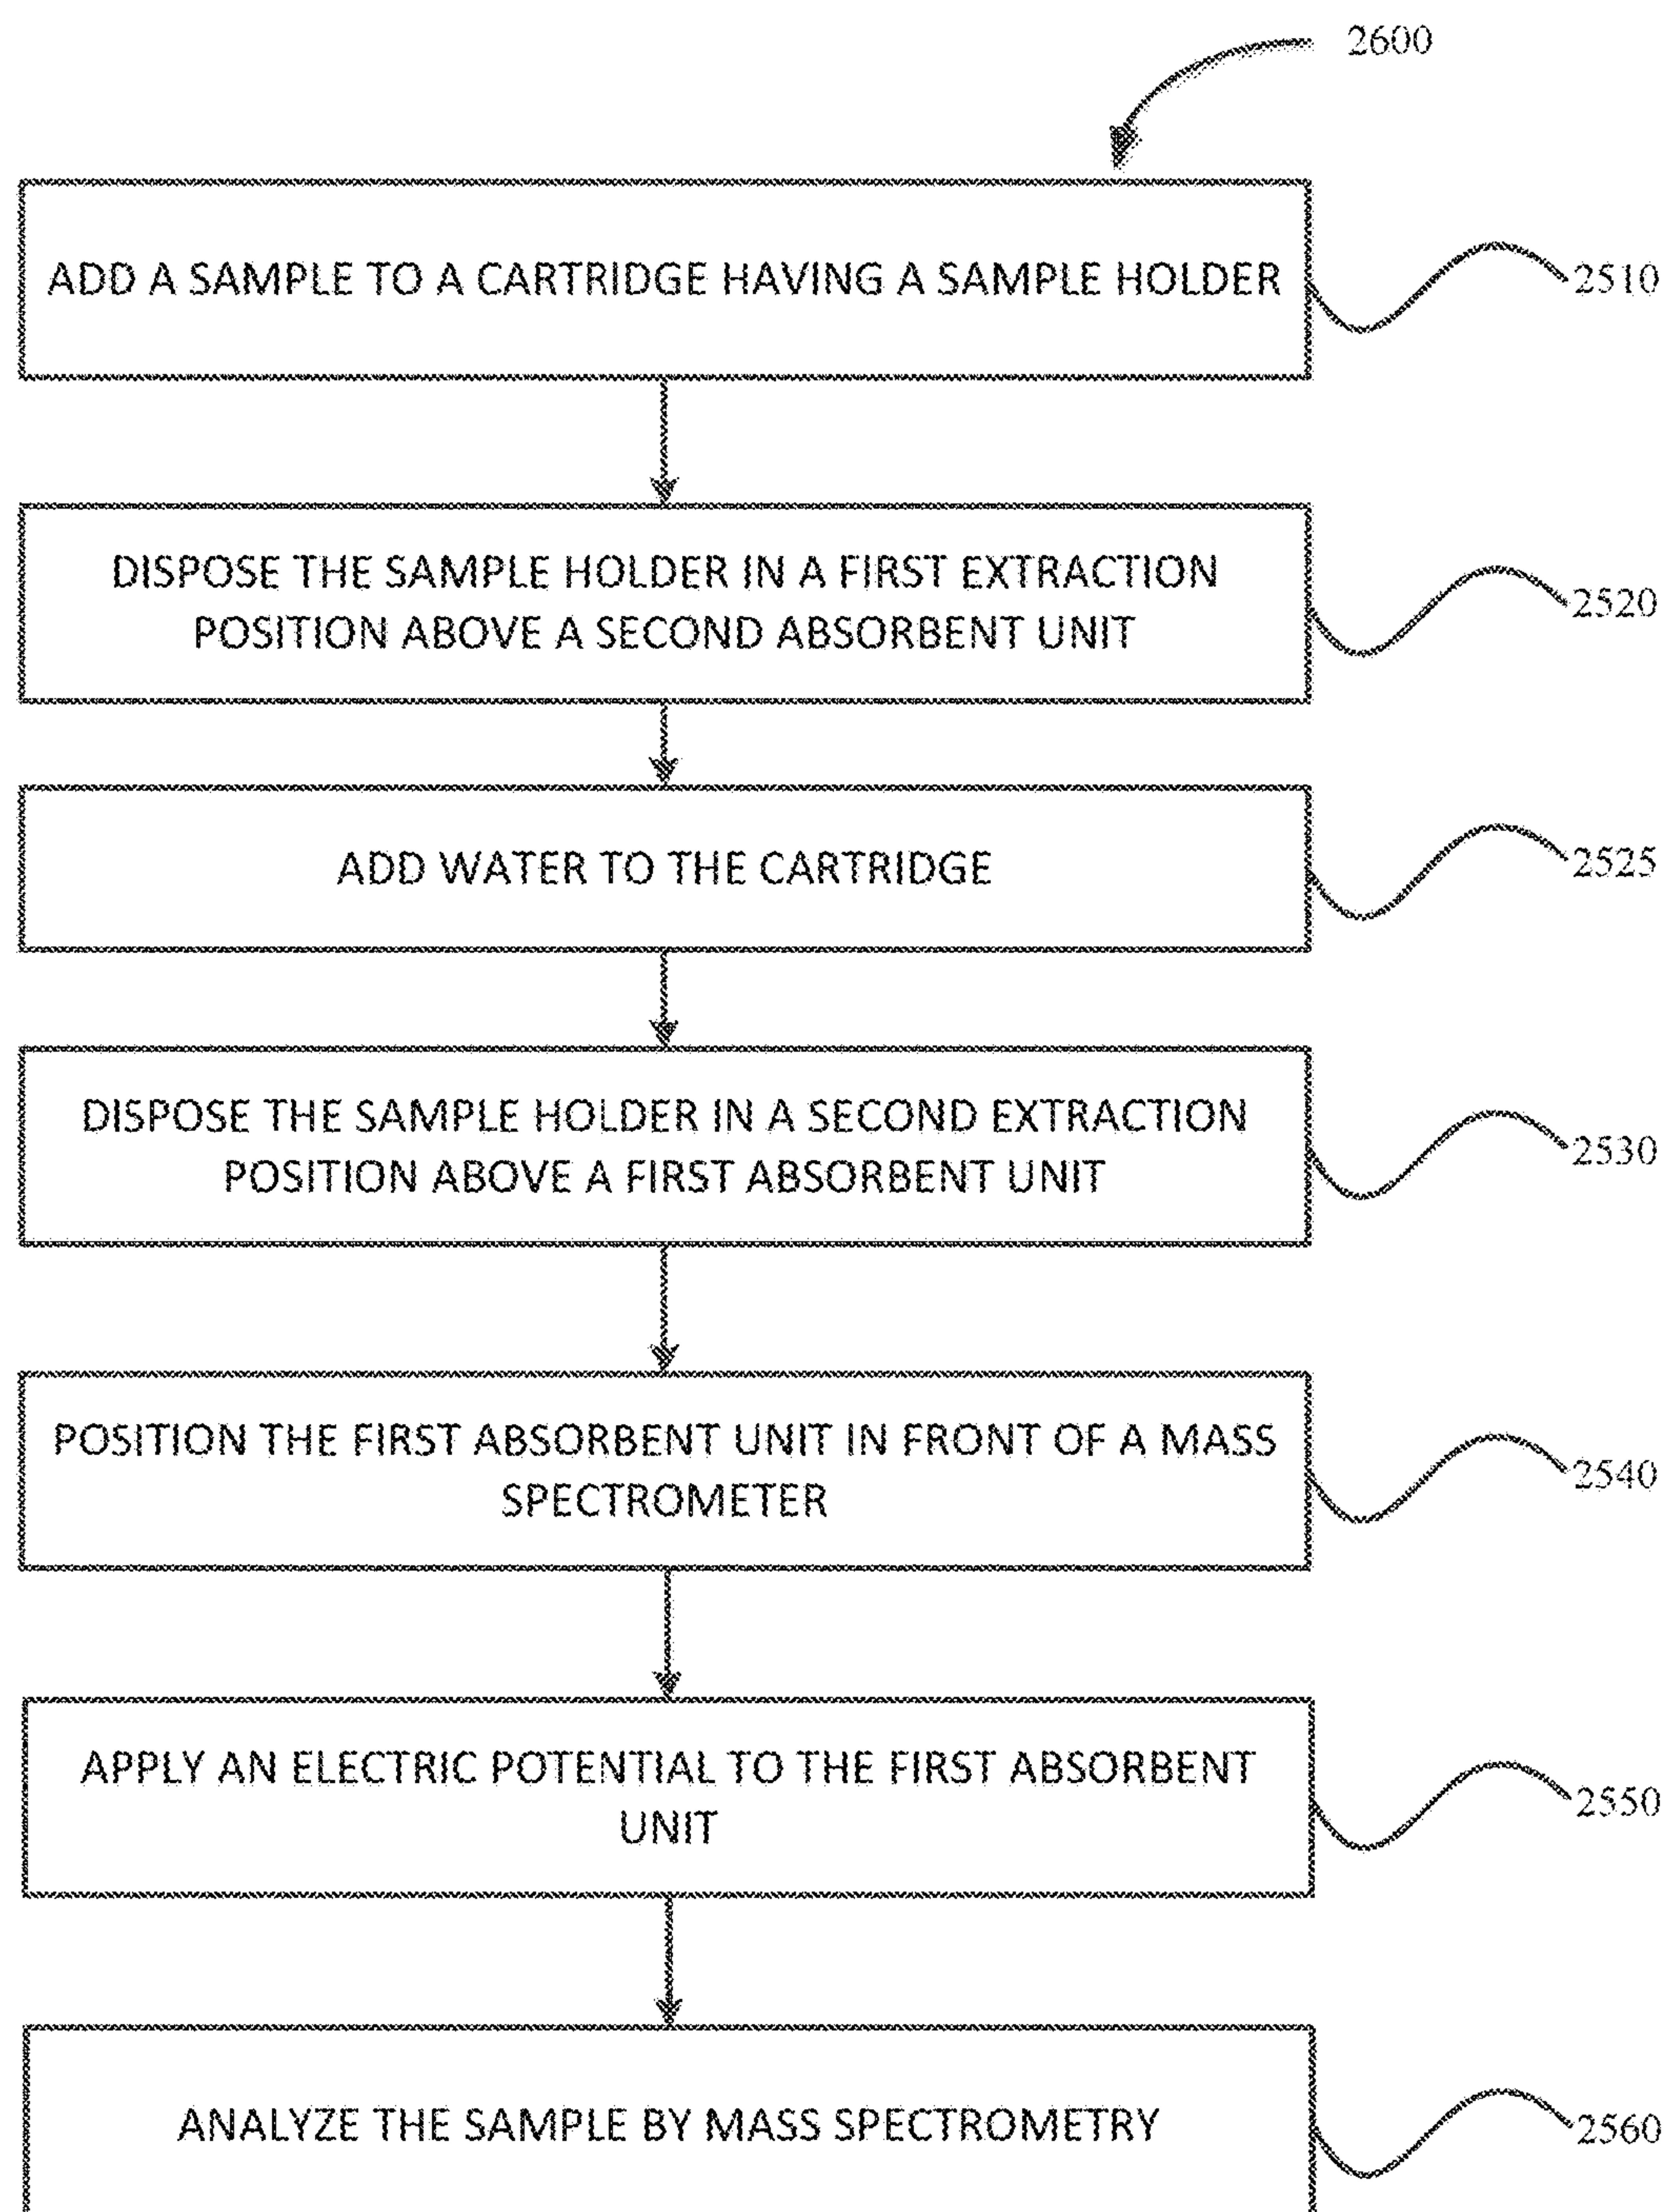 2600
ADD A SAMPLE TO A CARTRIDGE HAVING A SAMPLE HOLDER
2510
DISPOSE THE SAMPLE HOLDER IN A FIRST EXTRACTION
POSITION ABOVE A SECOND ABSORBENT UNIT
2520
ADD WATER TO THE CARTRIDGE
2525
DISPOSE THE SAMPLE HOLDER IN A SECOND EXTRACTION
POSITION ABOVE A FIRST ABSORBENT UNIT
2530
POSITION THE FIRST ABSORBENT UNIT IN FRONT OF A MASS
SPECTROMETER
2540
APPLY AN ELECTRIC POTENTIAL TO THE FIRST ABSORBENT
UNIT
2550
ANALYZE THE SAMPLE BY MASS SPECTROMETRY
2560